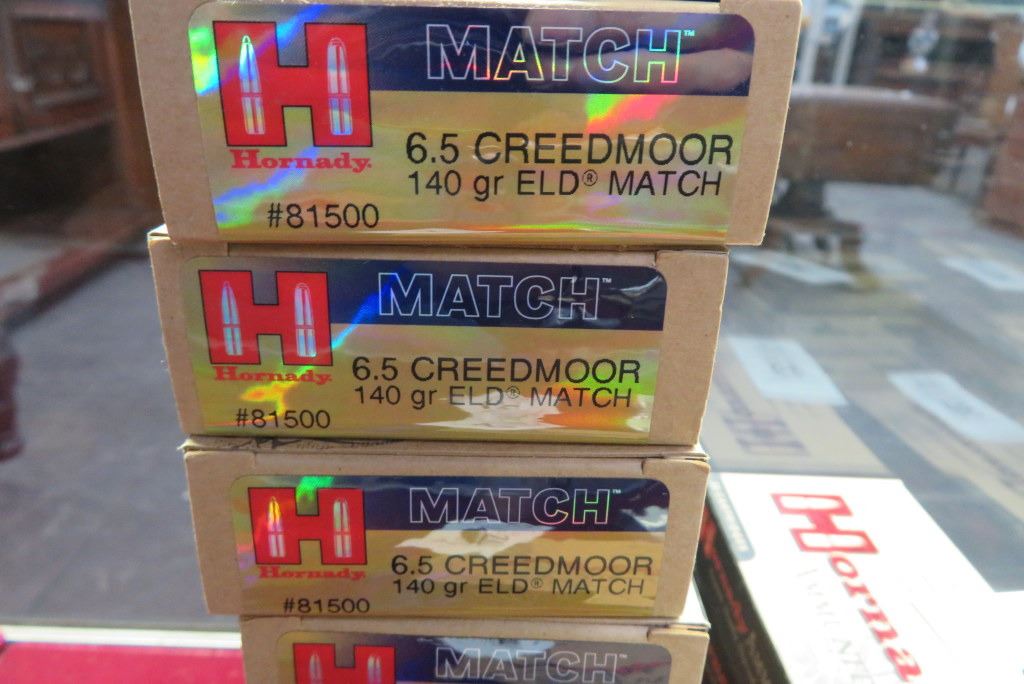 MATCH™
H
Hornady.
6.5 CREEDMOOR
140 gr ELD® MATCH
#81500
MATCH™
H
Hornady.
6.5 CREEDMOOR
140 gr ELD® MATCH
#81500
MATCH™
H
Hornady.
6.5 CREEDMOOR
140 gr ELD® MATCH
#81500
MATCH™
H
Horna